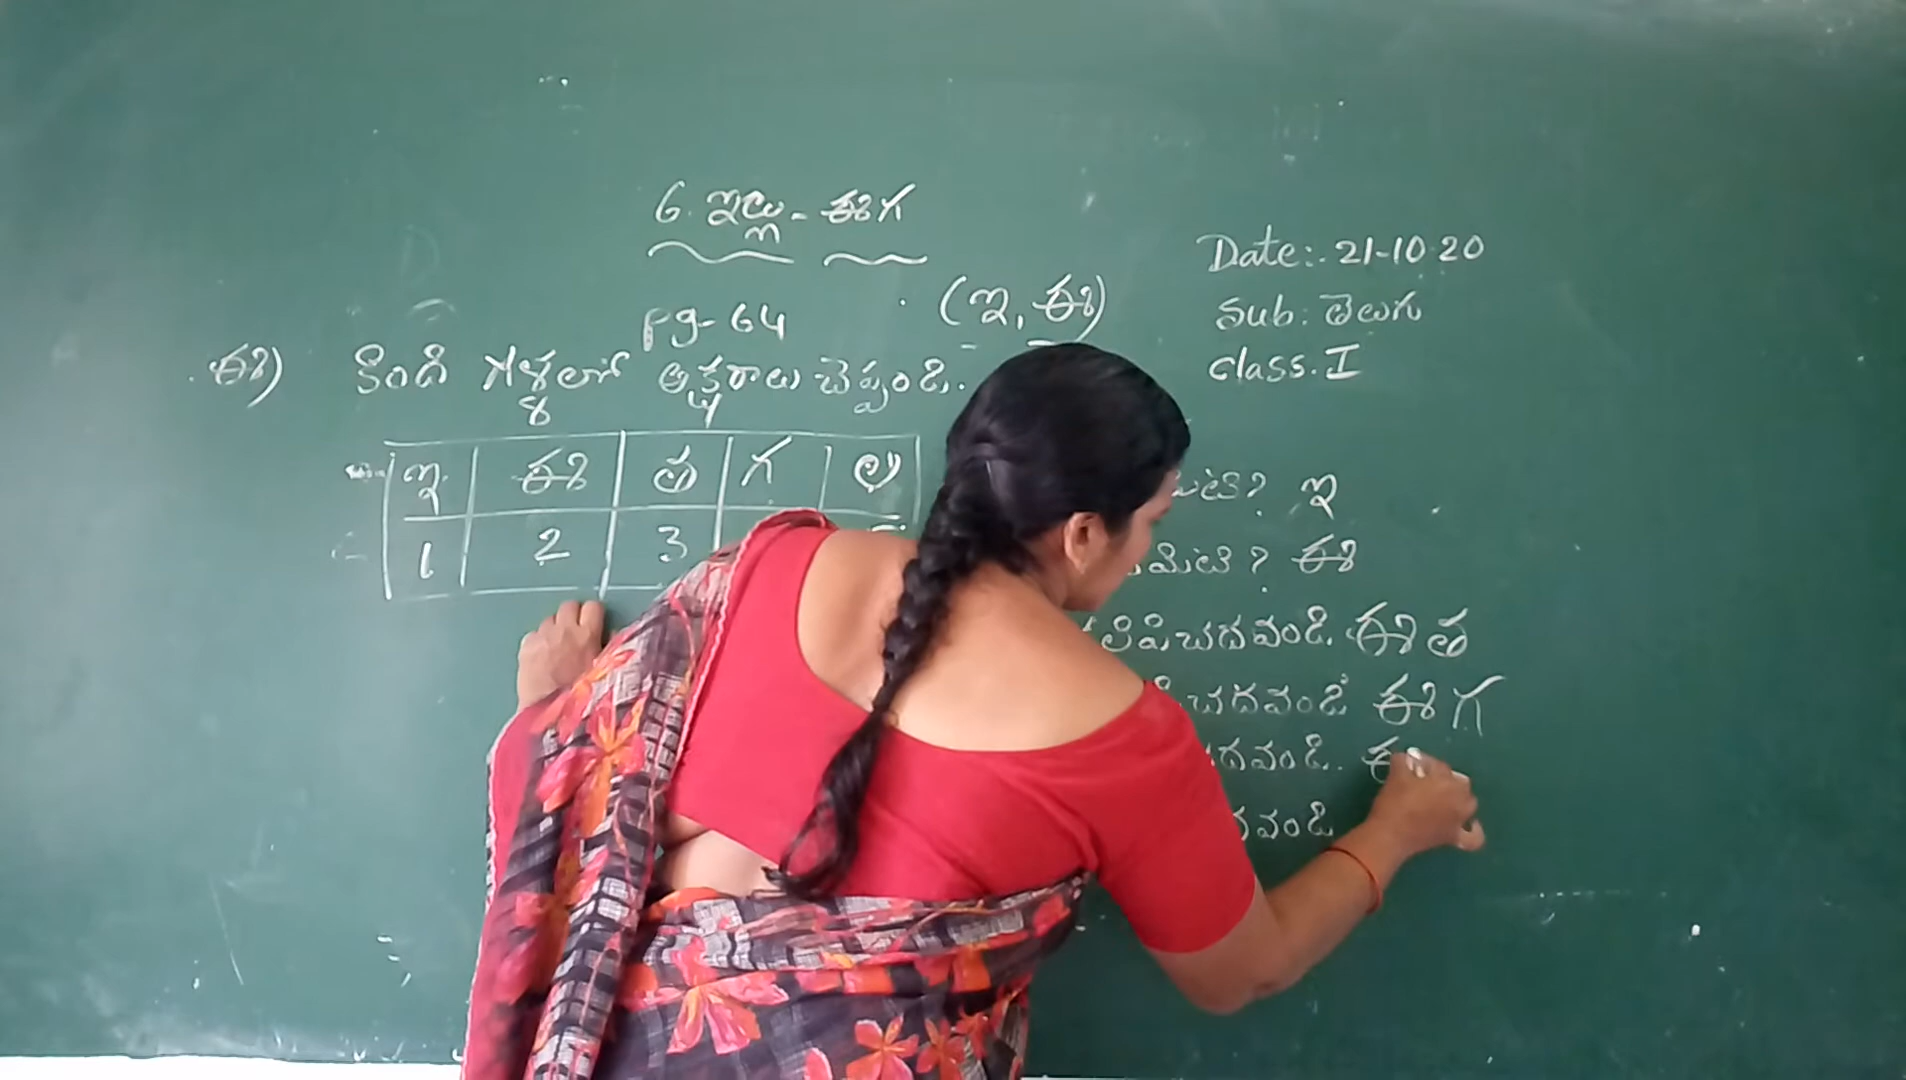 6. ఇల్లు - ఈగ
Date:- 21-10-20
pg- 64
(ఇ, ఈ)
Sub: తెలుగు
class. I
ఈ) కింది గళ్ళలో అక్షరాలు చెప్పండి.
ఇ ఈ త గ ల
1 2 3
? ఇ
? ఈ
చదవండి. ఈత
చదవండి ఈగ
దవండి.
వండి